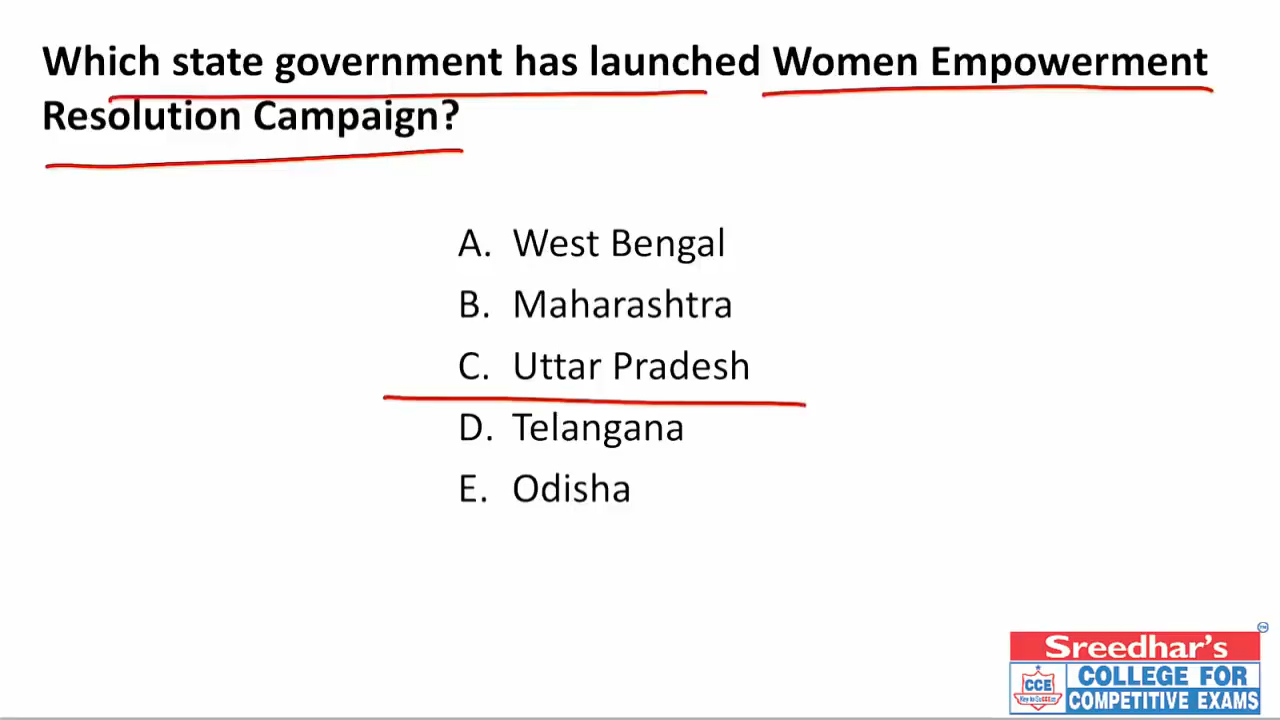 Which state government has launched Women Empowerment
Resolution Campaign?
A. West Bengal
B. Maharashtra
C. Uttar Pradesh
D. Telangana
E. Odisha
Sreedhar's
CCE
COLLEGE FOR
COMPETITIVE EXAMS